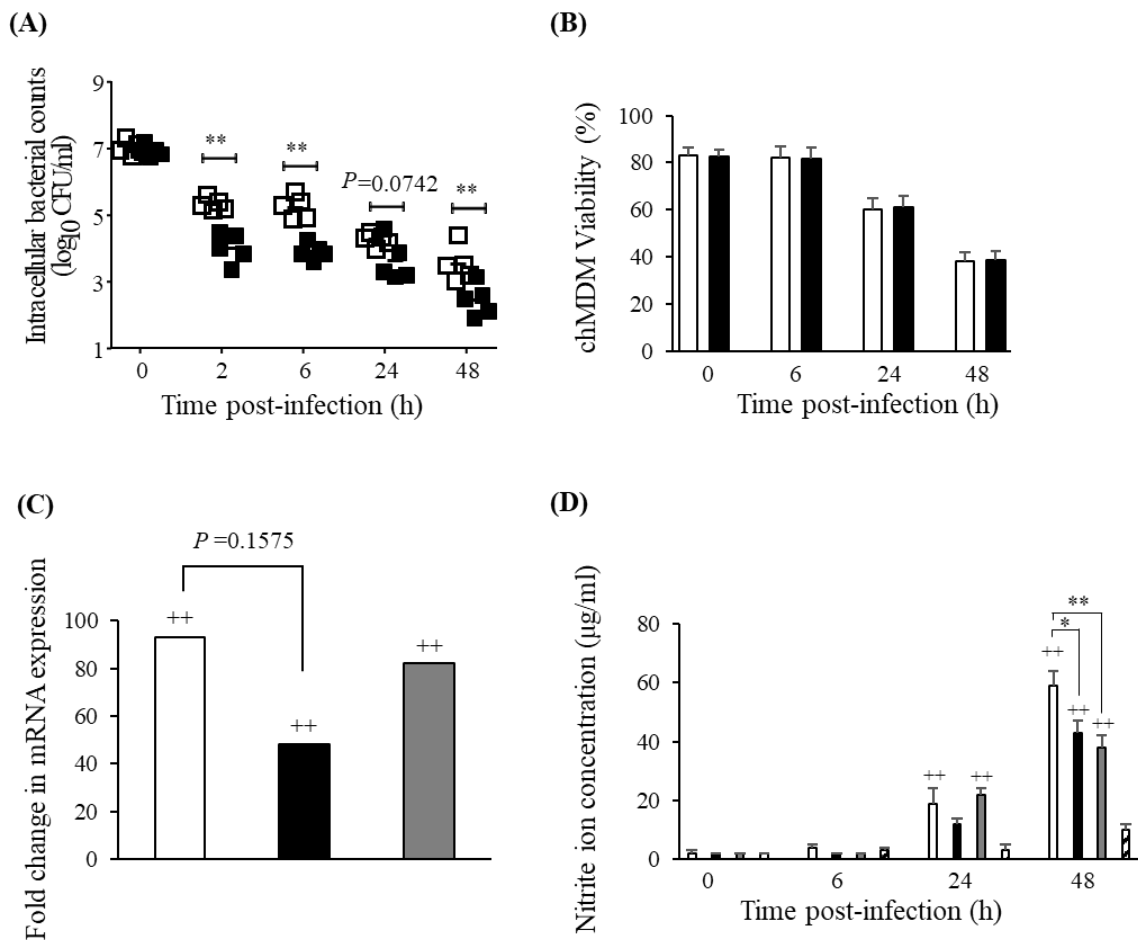 (A)
Intracellular bacterial counts
(log10 CFU/ml)
9
7
5
3
1
**
**
P=0.0742
**
0 2 6 24 48
Time post-infection (h)
(B)
chMDM Viability (%)
100
80
60
40
20
0
0 6 24 48
Time post-infection (h)
(C)
Fold change in mRNA expression
P =0.1575
100
80
60
40
20
0
++
++
++
(D)
Nitrite ion concentration (µg/ml)
80
60
40
20
0
**
*
++
++
++
++
++
0 6 24 48
Time post-infection (h)